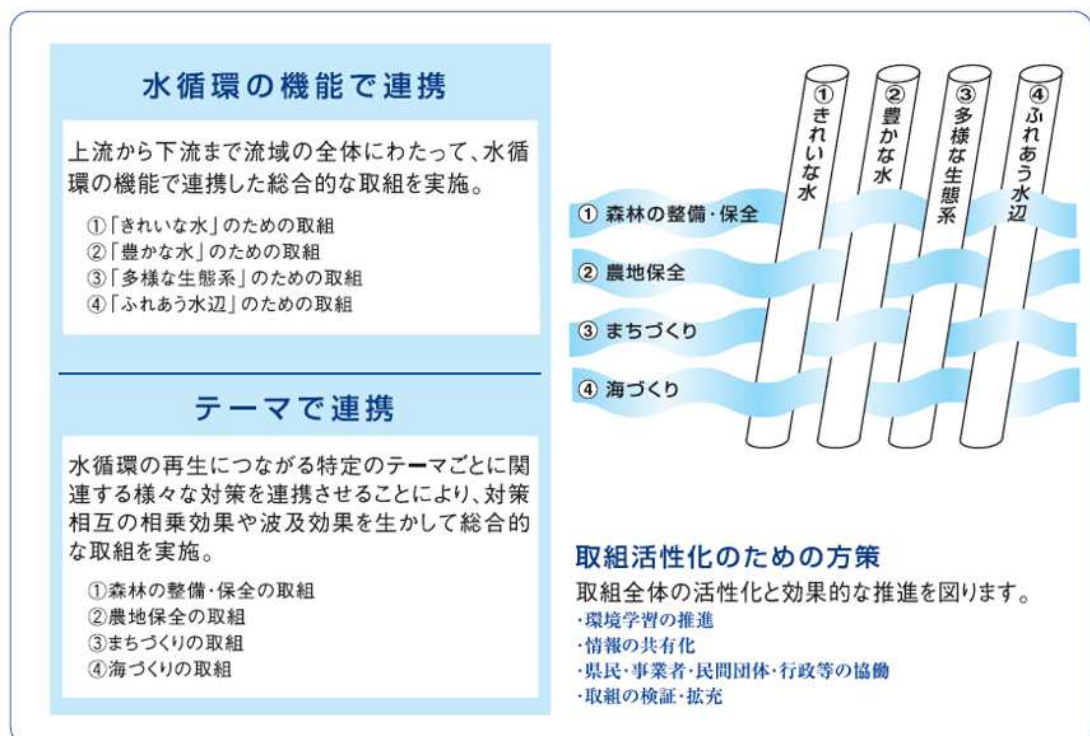 水循環の機能で連携
上流から下流まで流域の全体にわたって、水循
環の機能で連携した総合的な取組を実施。
①「きれいな水」のための取組
②「豊かな水」のための取組
③「多様な生態系」のための取組
④「ふれあう水辺」のための取組
テーマで連携
水循環の再生につながる特定のテーマごとに関
連する様々な対策を連携させることにより、対策
相互の相乗効果や波及効果を生かして総合的
な取組を実施。
①森林の整備・保全の取組
②農地保全の取組
③まちづくりの取組
④海づくりの取組
①きれいな水
②豊かな水
③多様な生態系
④ふれあう水辺
① 森林の整備・保全
② 農地保全
③ まちづくり
④ 海づくり
取組活性化のための方策
取組全体の活性化と効果的な推進を図ります。
・環境学習の推進
・情報の共有化
・県民・事業者・民間団体・行政等の協働
・取組の検証・拡充